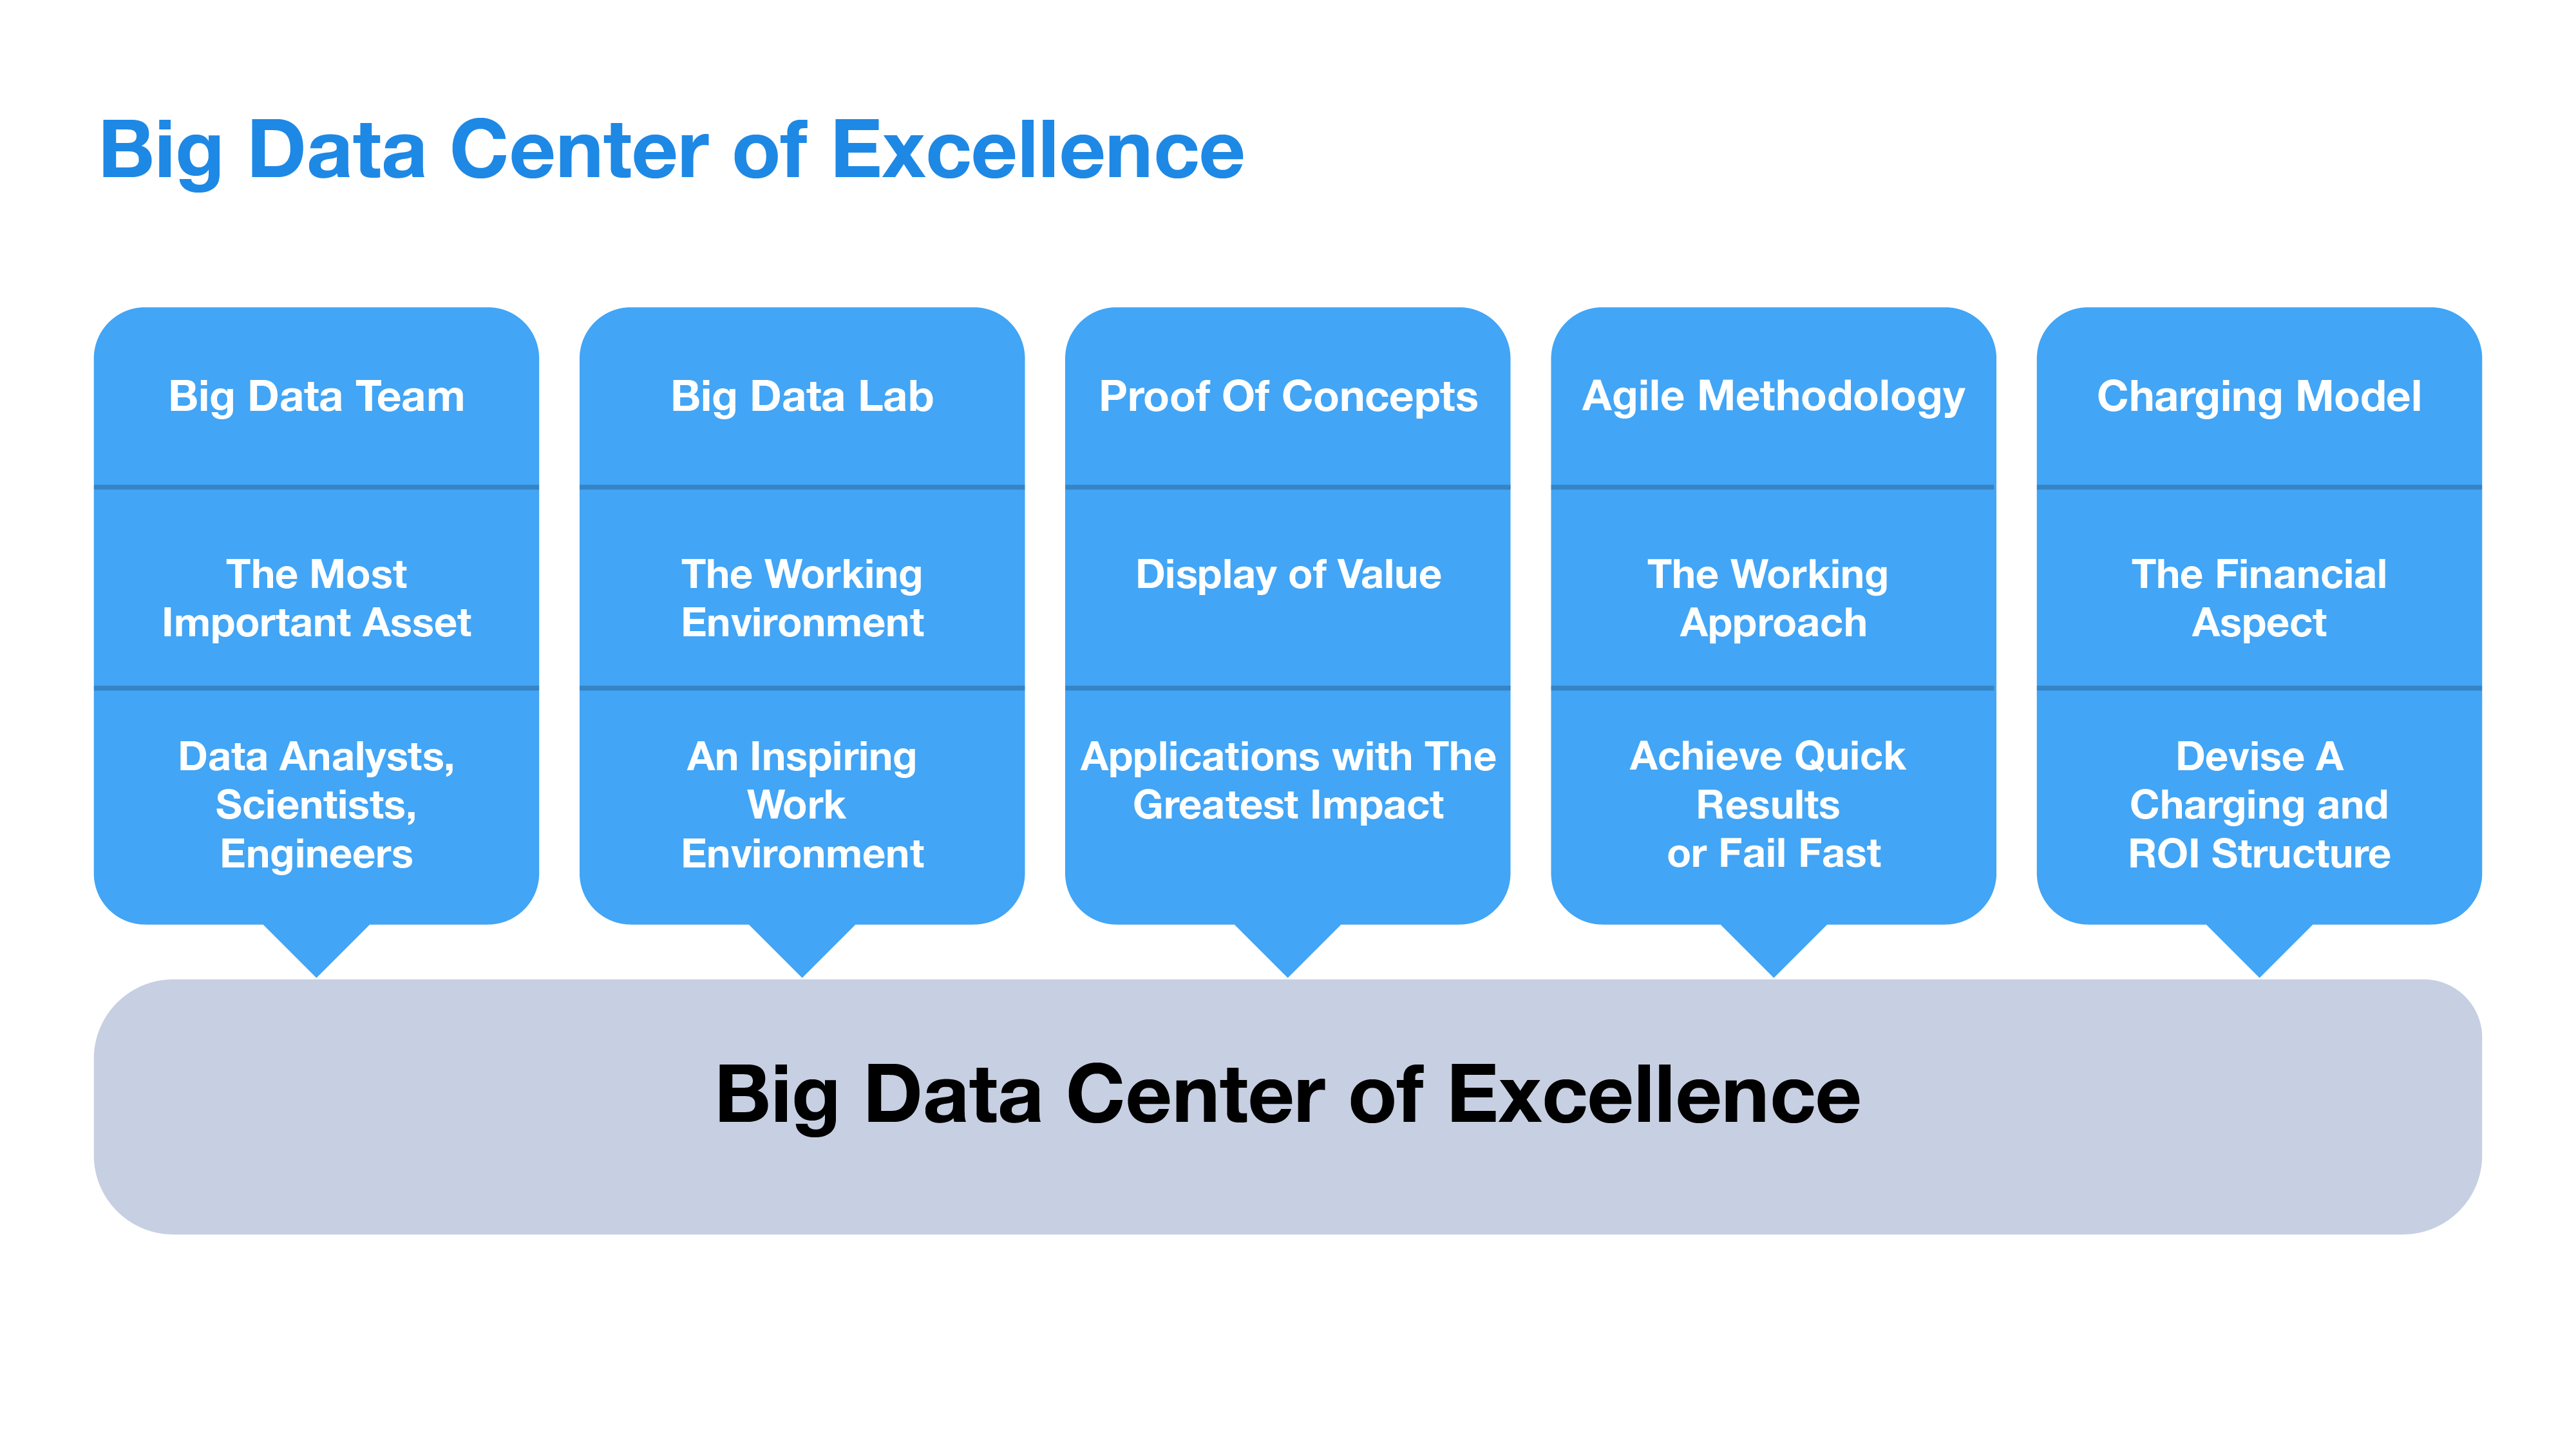 Big Data Center of Excellence
Big Data Team
The Most
Important Asset
Data Analysts,
Scientists,
Engineers
Big Data Lab
The Working
Environment
An Inspiring
Work
Environment
Proof Of Concepts
Display of Value
Applications with The
Greatest Impact
Agile Methodology
The Working
Approach
Achieve Quick
Results
or Fail Fast
Charging Model
The Financial
Aspect
Devise A
Charging and
ROI Structure
Big Data Center of Excellence